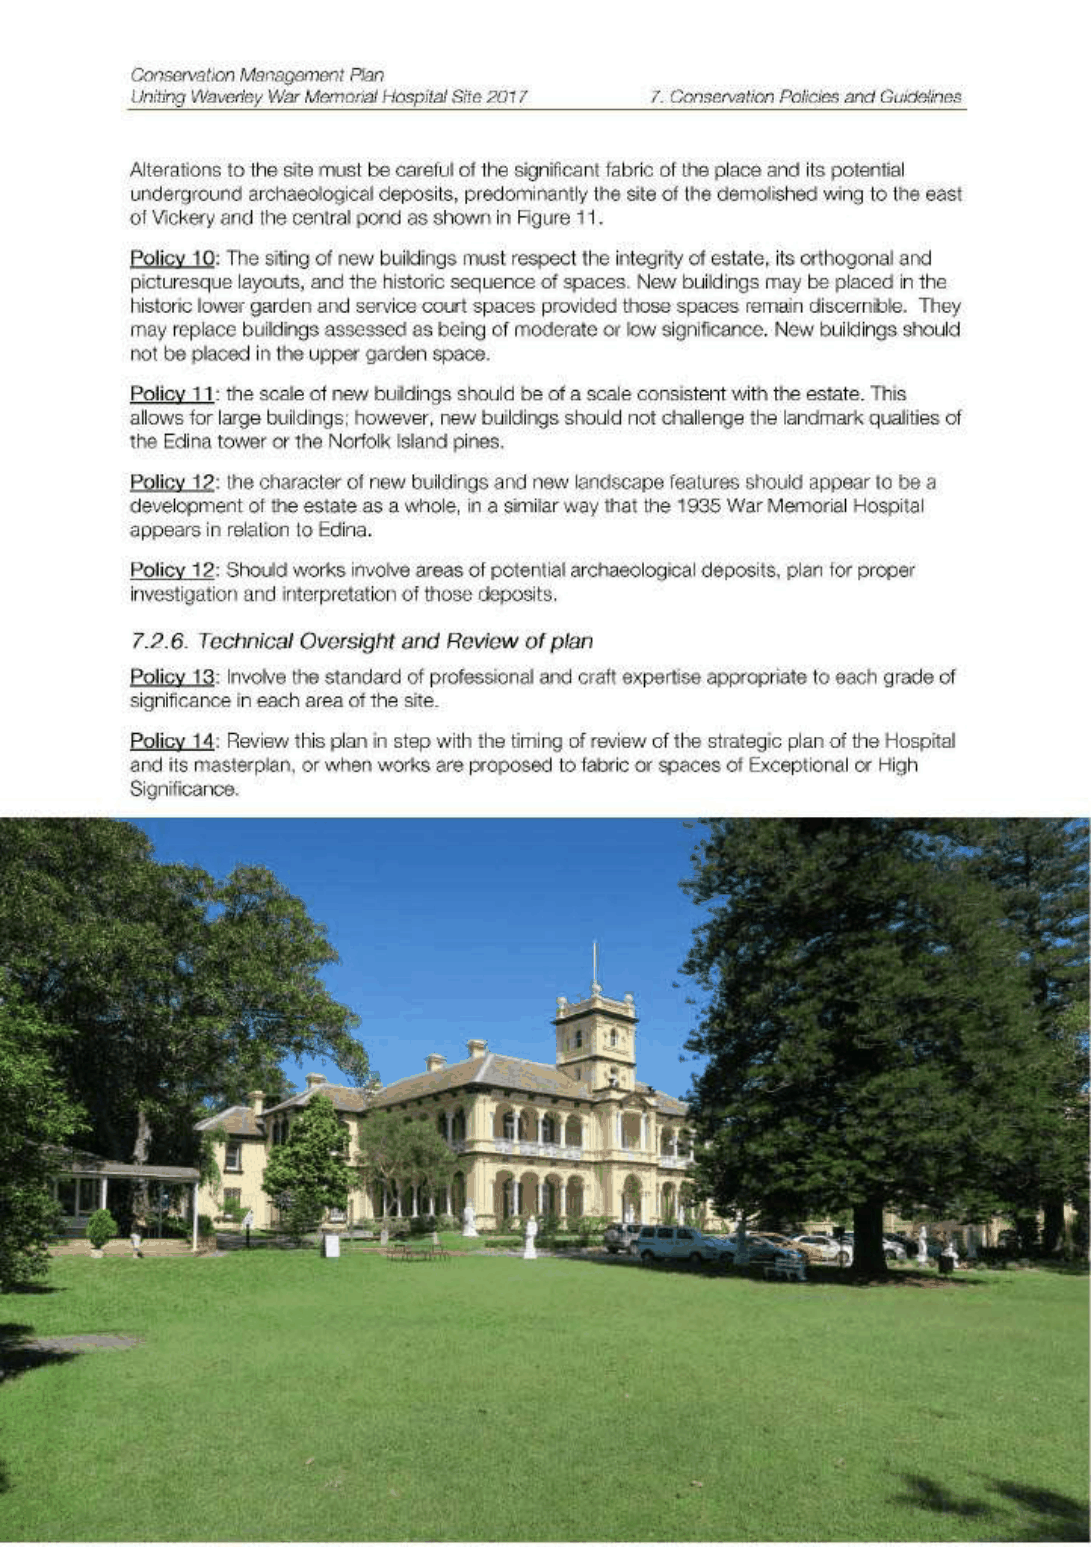 Conservation Management Plan
Uniting Waverley War Memorial Hospital Site 2017 7. Conservation Policies and Guidelines
Alterations to the site must be careful of the significant fabric of the place and its potential
underground archaeological deposits, predominantly the site of the demolished wing to the east
of Vickery and the central pond as shown in Figure 11.
Policy 10: The siting of new buildings must respect the integrity of estate, its orthogonal and
picturesque layouts, and the historic sequence of spaces. New buildings may be placed in the
historic lower garden and service court spaces provided those spaces remain discernible. They
may replace buildings assessed as being of moderate or low significance. New buildings should
not be placed in the upper garden space.
Policy 11: the scale of new buildings should be of a scale consistent with the estate. This
allows for large buildings; however, new buildings should not challenge the landmark qualities of
the Edina tower or the Norfolk Island pines.
Policy 12: the character of new buildings and new landscape features should appear to be a
development of the estate as a whole, in a similar way that the 1935 War Memorial Hospital
appears in relation to Edina.
Policy 12: Should works involve areas of potential archaeological deposits, plan for proper
investigation and interpretation of those deposits.
7.2.6. Technical Oversight and Review of plan
Policy 13: Involve the standard of professional and craft expertise appropriate to each grade of
significance in each area of the site.
Policy 14: Review this plan in step with the timing of review of the strategic plan of the Hospital
and its masterplan, or when works are proposed to fabric or spaces of Exceptional or High
Significance.